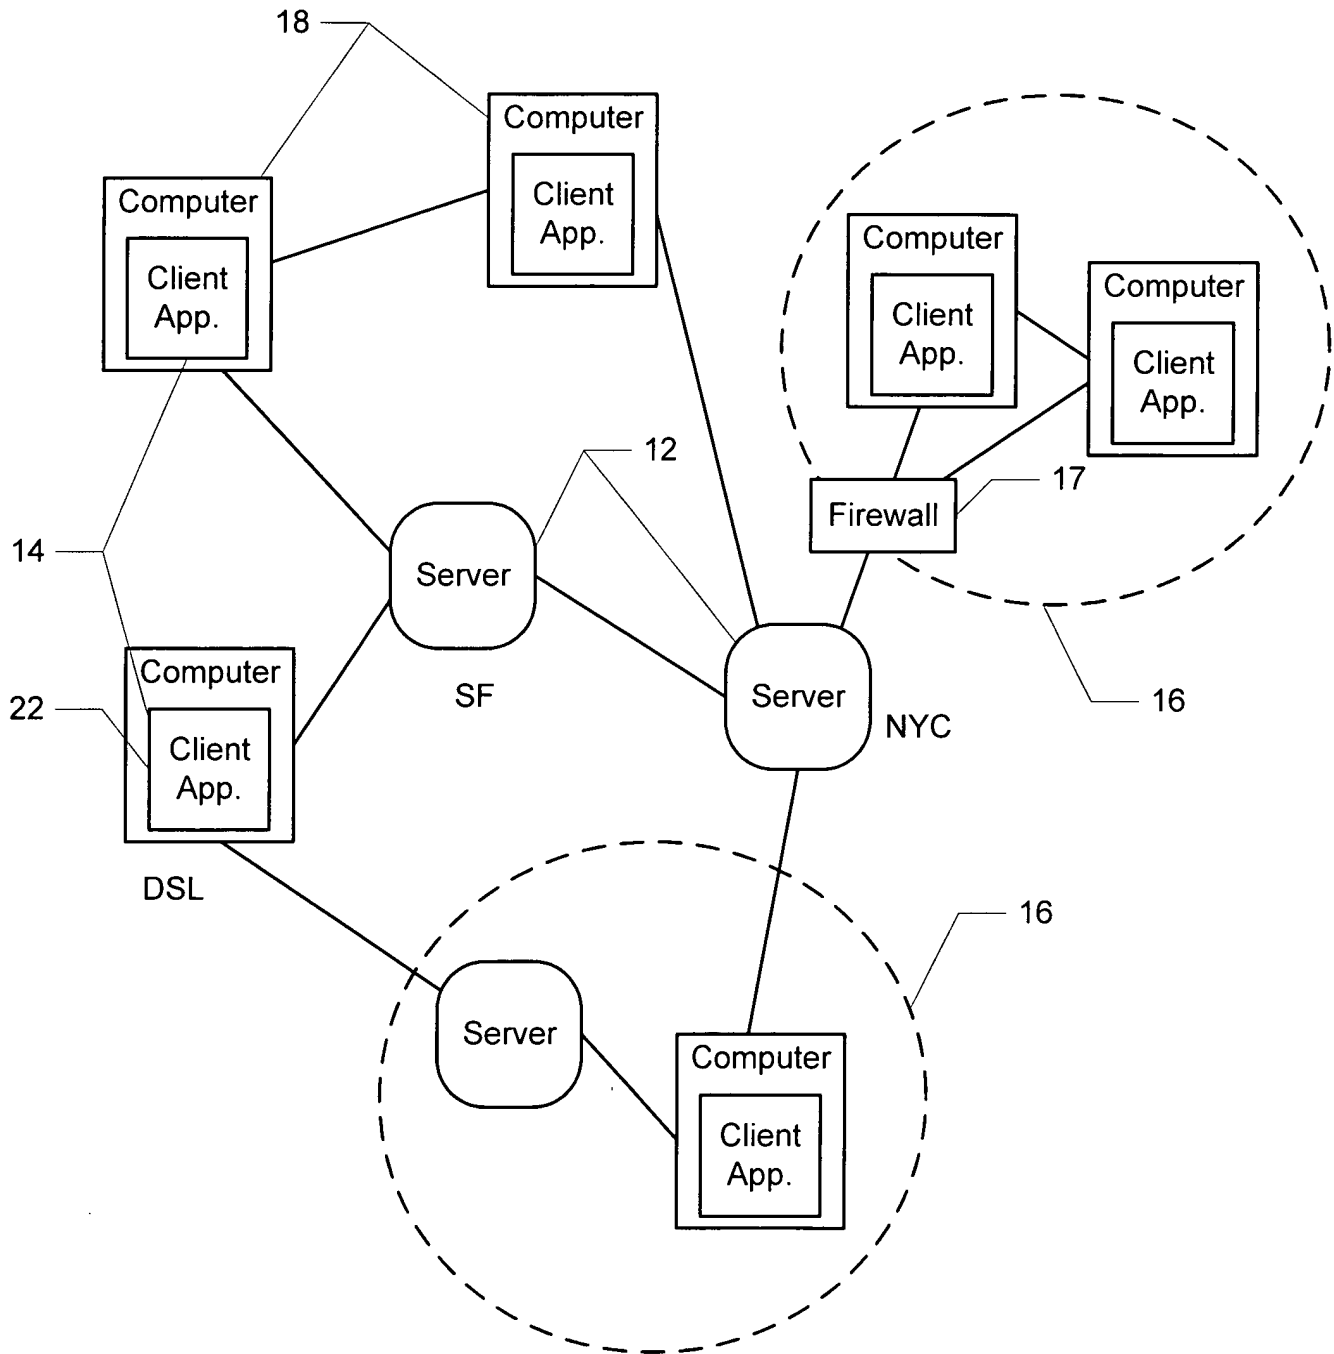 18
Computer
Client
App.
Computer
Client
App.
Computer
Client
App.
Computer
Client
App.
12
17
Firewall
14
Server
SF
Computer
Client
App.
22
DSL
Server
NYC
16
16
Server
Computer
Client
App.